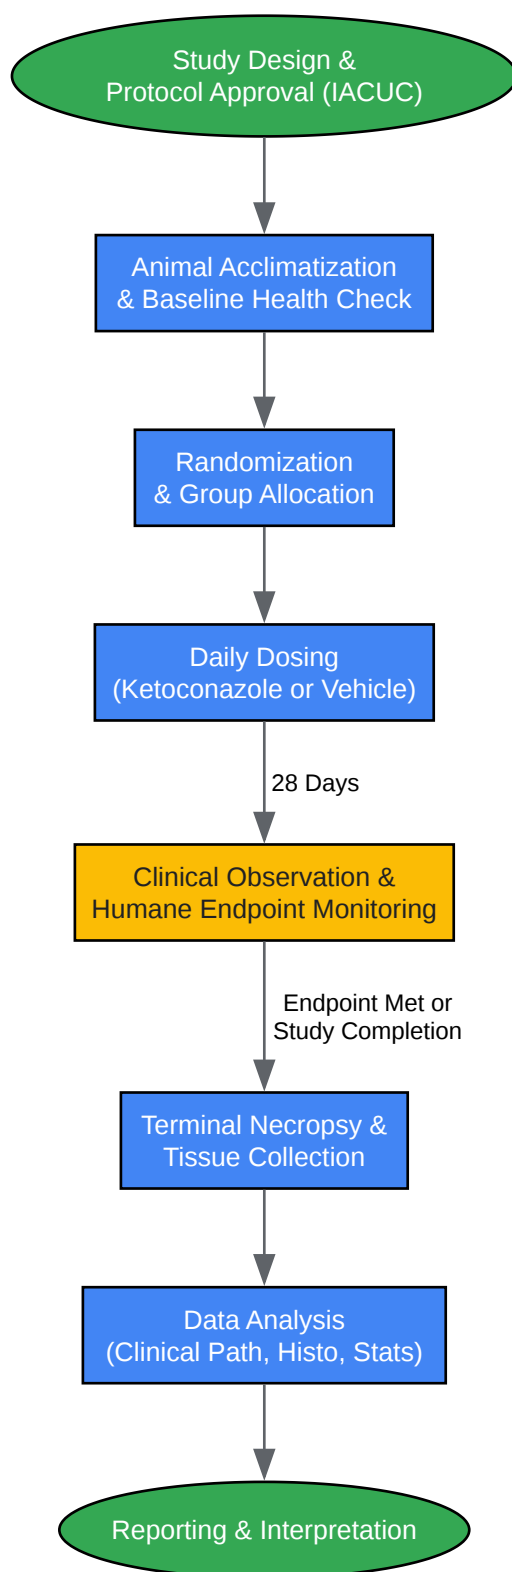 Study Design &
Protocol Approval (IACUC)
Animal Acclimatization
& Baseline Health Check
Randomization
& Group Allocation
Daily Dosing
(Ketoconazole or Vehicle)
28 Days
Clinical Observation &
Humane Endpoint Monitoring
Endpoint Met or
Study Completion
Terminal Necropsy &
Tissue Collection
Data Analysis
(Clinical Path, Histo, Stats)
Reporting & Interpretation